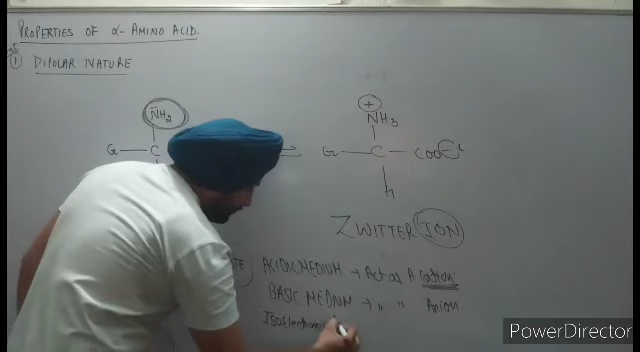 PROPERTIES OF α- AMINO ACID.
① DIPOLAR NATURE
N̈H2
G — C
⊕
NH3
G — C — COO⊖
H
ZWITTER ION
ACIDIC MEDIUM → Act as A Cation:
BASIC MEDIUM → " " Anion
PowerDirector